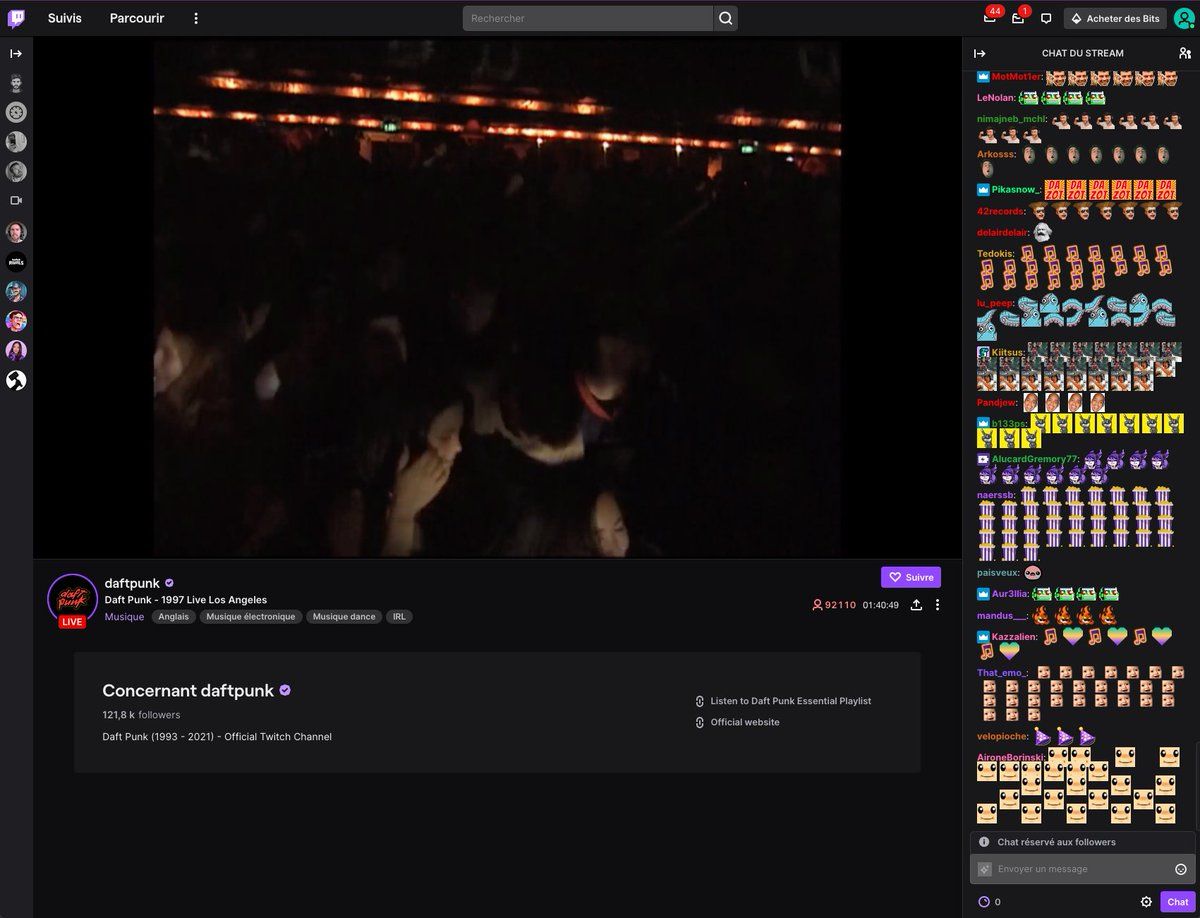 Suivis
Parcourir
Rechercher
44
1
Acheter des Bits
CHAT DU STREAM
MotMot1er:
LeNolan:
nimajneb_mchl:
Arkosss:
Pikasnow_:
42records:
delairdelair:
Tedokis:
lu_peep:
Kiitsus:
Pandjew:
b133ps:
AlucardGremory77:
naerssb:
paisveux:
Aur3llia:
mandus___:
Kazzalien:
That_emo_:
velopioche:
AironeBorinski:
Chat réservé aux followers
Envoyer un message
0
Chat
daft punk
LIVE
daftpunk
Suivre
Daft Punk - 1997 Live Los Angeles
Musique
Anglais
Musique électronique
Musique dance
IRL
92110
01:40:49
Concernant daftpunk
121,8 k followers
Daft Punk (1993 - 2021) - Official Twitch Channel
Listen to Daft Punk Essential Playlist
Official website